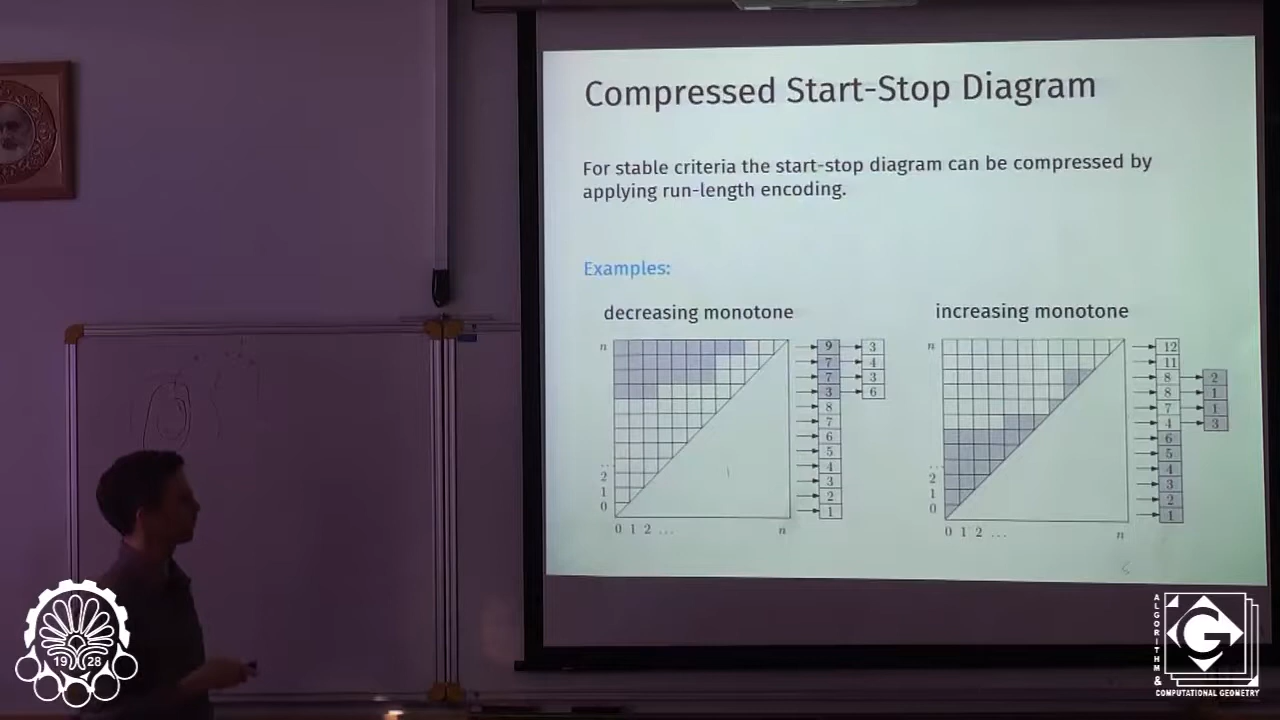 Compressed Start-Stop Diagram
For stable criteria the start-stop diagram can be compressed by
applying run-length encoding.
Examples:
decreasing monotone
n
...
2
1
0
0 1 2 ...
n
9 3
7 4
7 3
3 6
8
7
6
5
4
3
2
1
increasing monotone
n
...
2
1
0
0 1 2 ...
n
12
11
8 2
8 1
7 1
4 3
6
5
4
3
2
1
19 28
ALGORITHM
&
G
COMPUTATIONAL GEOMETRY